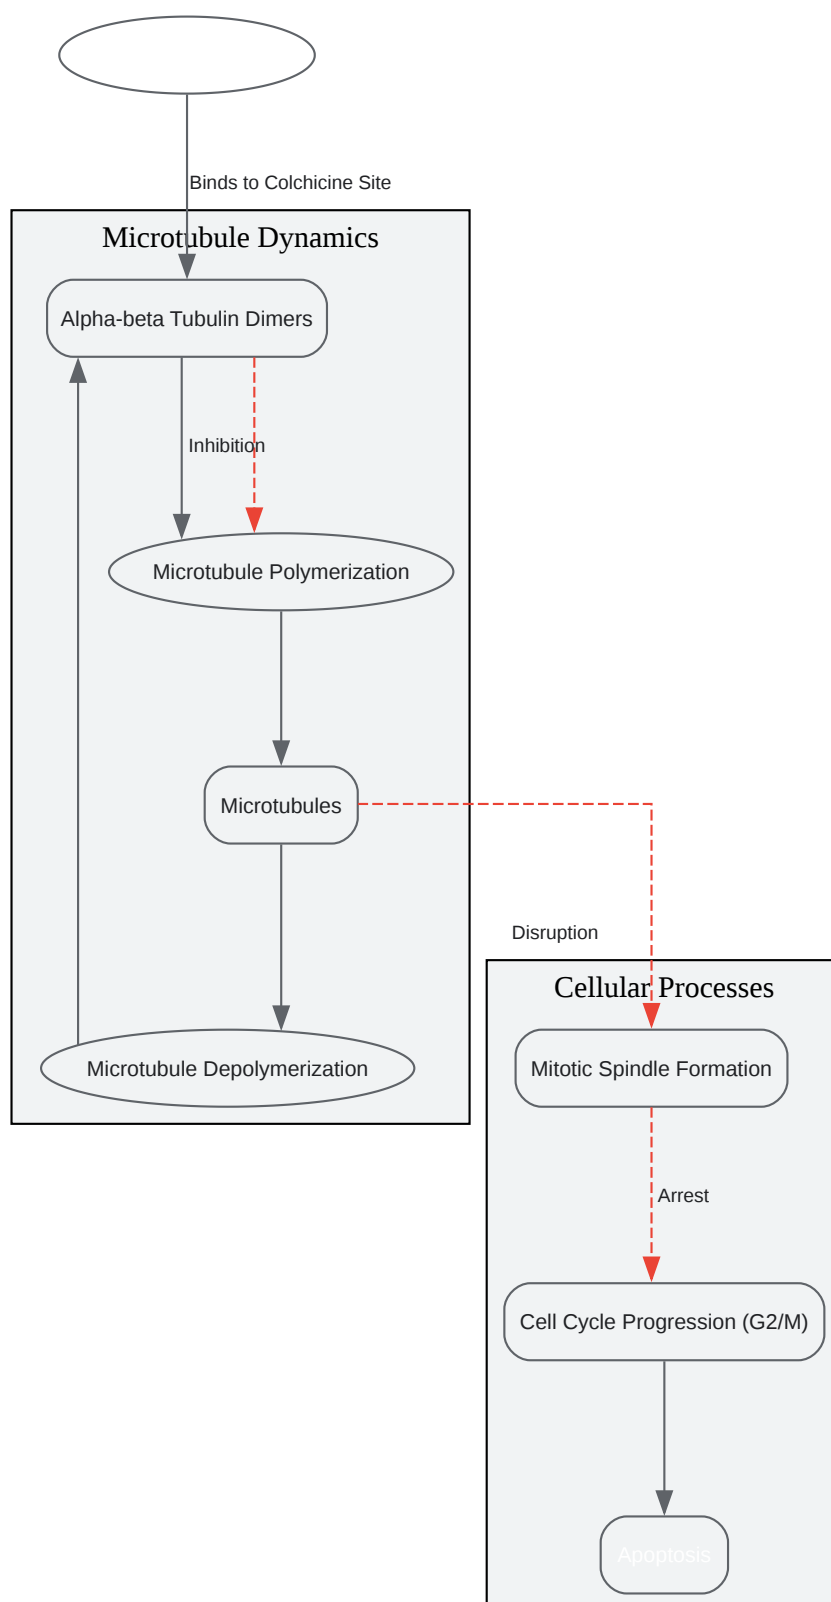 Binds to Colchicine Site
Microtubule Dynamics
Alpha-beta Tubulin Dimers
Inhibition
Microtubule Polymerization
Microtubules
Disruption
Cellular Processes
Microtubule Depolymerization
Mitotic Spindle Formation
Arrest
Cell Cycle Progression (G2/M)
Apoptosis